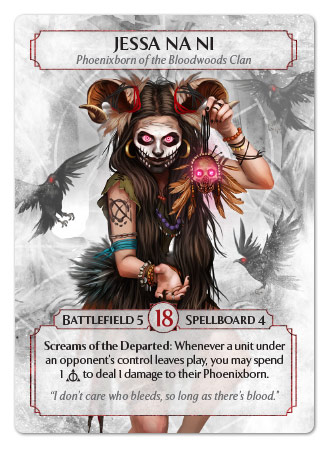 JESSA NA NI
Phoenixborn of the Bloodwoods Clan
BATTLEFIELD 5 18 SPELLBOARD 4
Screams of the Departed: Whenever a unit under
an opponent's control leaves play, you may spend
1 to deal 1 damage to their Phoenixborn.
"I don't care who bleeds, so long as there's blood."